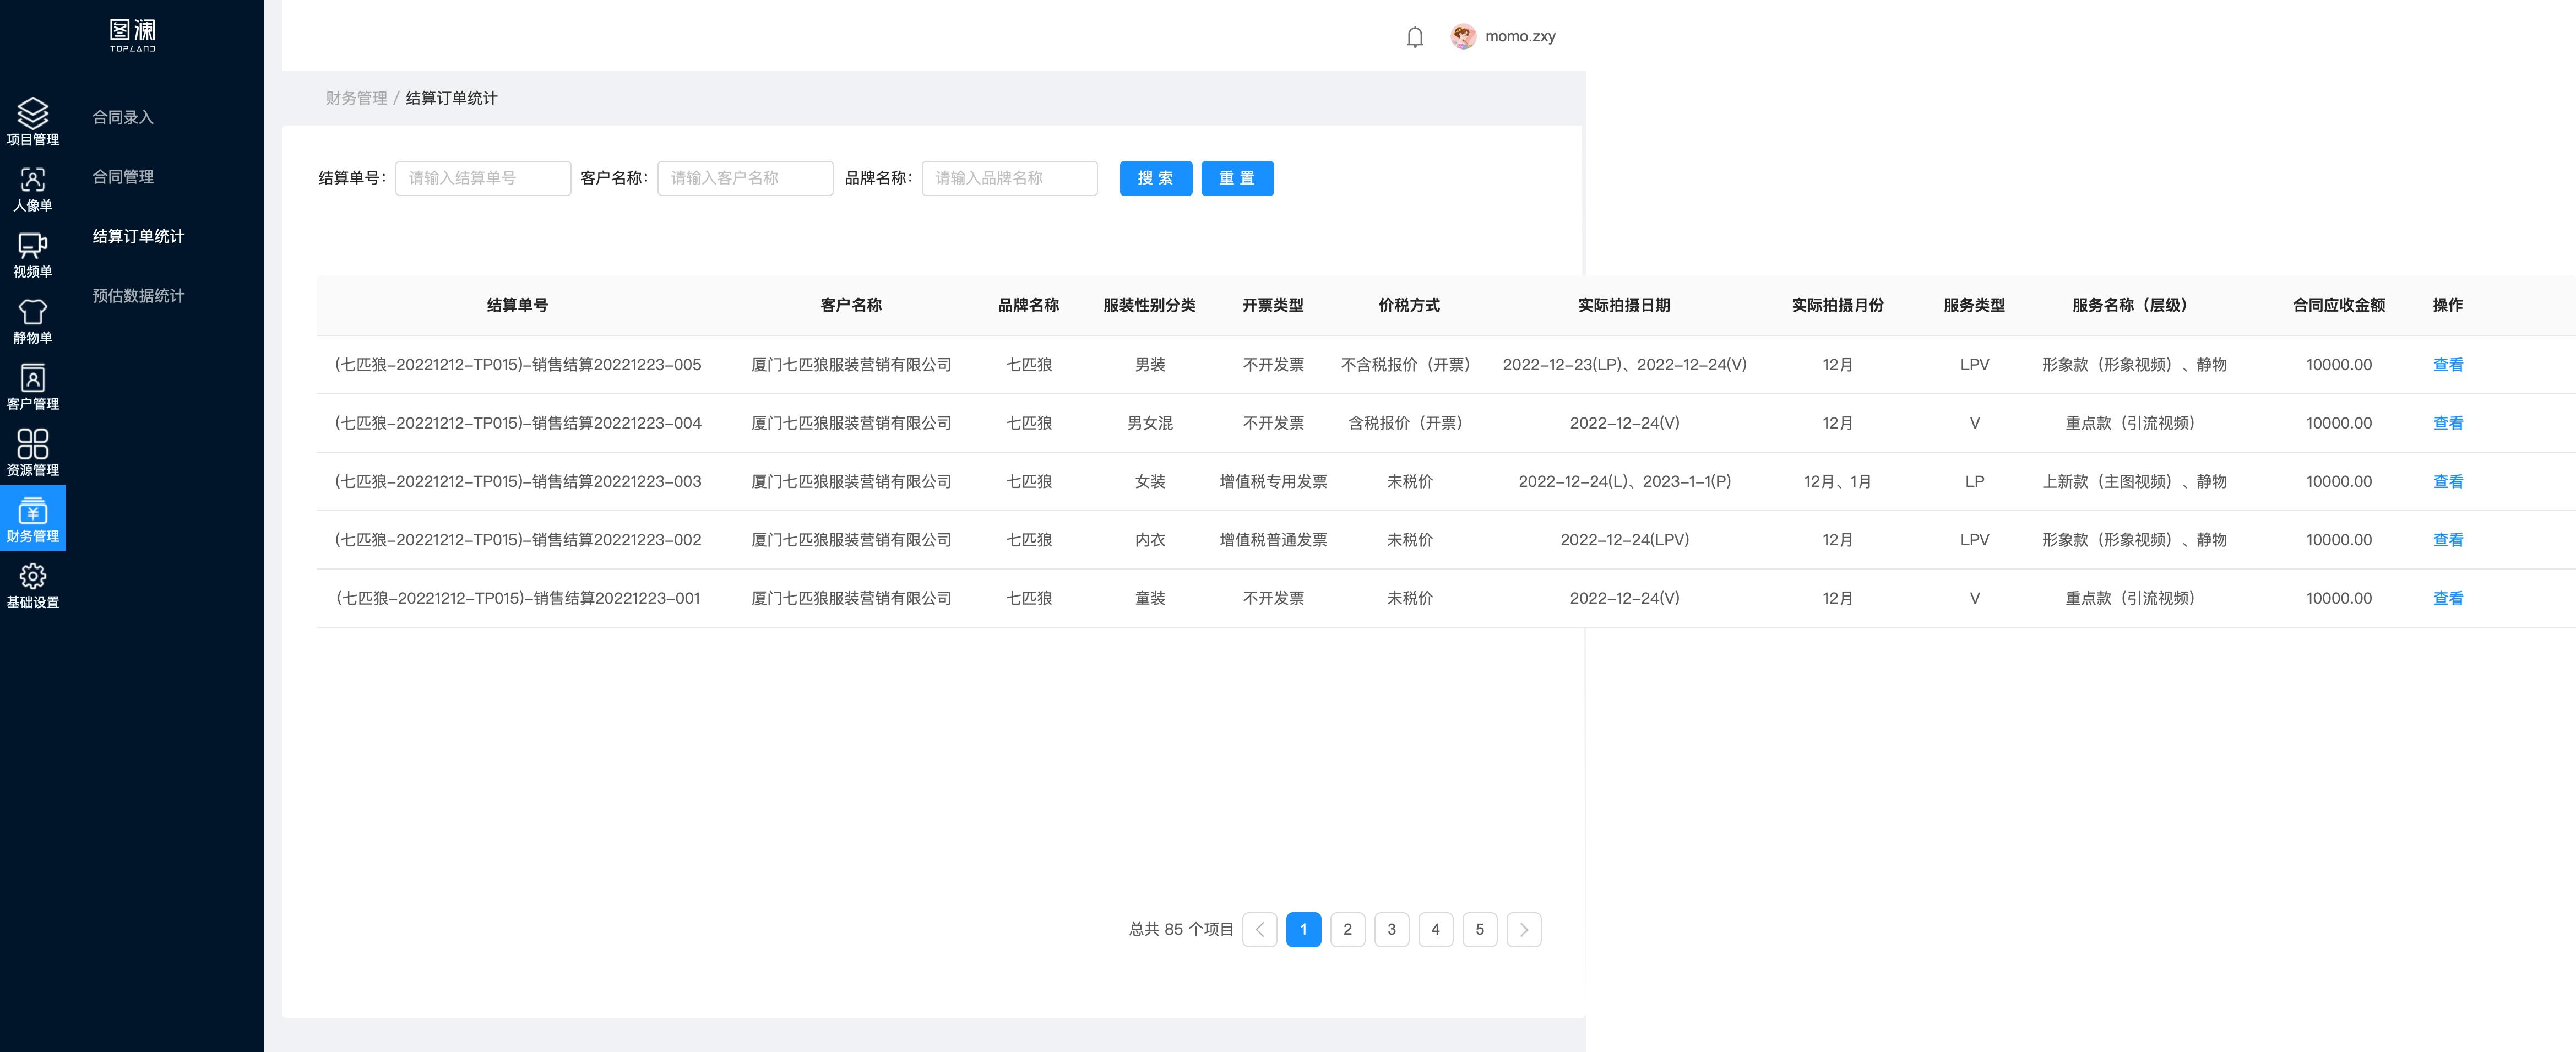 图澜
TOPLAND
momo.zxy
项目管理
人像单
视频单
静物单
客户管理
资源管理
财务管理
基础设置
合同录入
合同管理
结算订单统计
预估数据统计
财务管理 / 结算订单统计
结算单号： 请输入结算单号 客户名称： 请输入客户名称 品牌名称： 请输入品牌名称 搜 索 重 置
结算单号 客户名称 品牌名称 服装性别分类 开票类型 价税方式 实际拍摄日期 实际拍摄月份 服务类型 服务名称（层级） 合同应收金额 操作
(七匹狼-20221212-TP015)-销售结算20221223-005 厦门七匹狼服装营销有限公司 七匹狼 男装 不开发票 不含税报价（开票） 2022-12-23(LP)、2022-12-24(V) 12月 LPV 形象款（形象视频）、静物 10000.00 查看
(七匹狼-20221212-TP015)-销售结算20221223-004 厦门七匹狼服装营销有限公司 七匹狼 男女混 不开发票 含税报价（开票） 2022-12-24(V) 12月 V 重点款（引流视频） 10000.00 查看
(七匹狼-20221212-TP015)-销售结算20221223-003 厦门七匹狼服装营销有限公司 七匹狼 女装 增值税专用发票 未税价 2022-12-24(L)、2023-1-1(P) 12月、1月 LP 上新款（主图视频）、静物 10000.00 查看
(七匹狼-20221212-TP015)-销售结算20221223-002 厦门七匹狼服装营销有限公司 七匹狼 内衣 增值税普通发票 未税价 2022-12-24(LPV) 12月 LPV 形象款（形象视频）、静物 10000.00 查看
(七匹狼-20221212-TP015)-销售结算20221223-001 厦门七匹狼服装营销有限公司 七匹狼 童装 不开发票 未税价 2022-12-24(V) 12月 V 重点款（引流视频） 10000.00 查看
总共 85 个项目 1 2 3 4 5